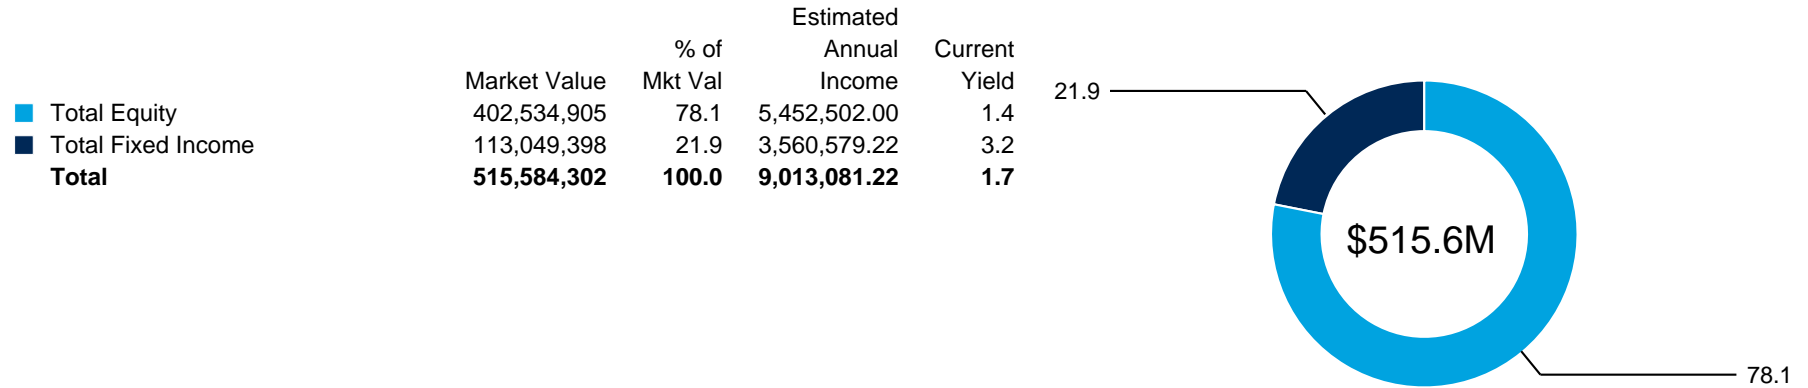 Estimated
% of Annual Current
Market Value Mkt Val Income Yield
Total Equity 402,534,905 78.1 5,452,502.00 1.4
Total Fixed Income 113,049,398 21.9 3,560,579.22 3.2
Total 515,584,302 100.0 9,013,081.22 1.7
21.9
$515.6M
78.1